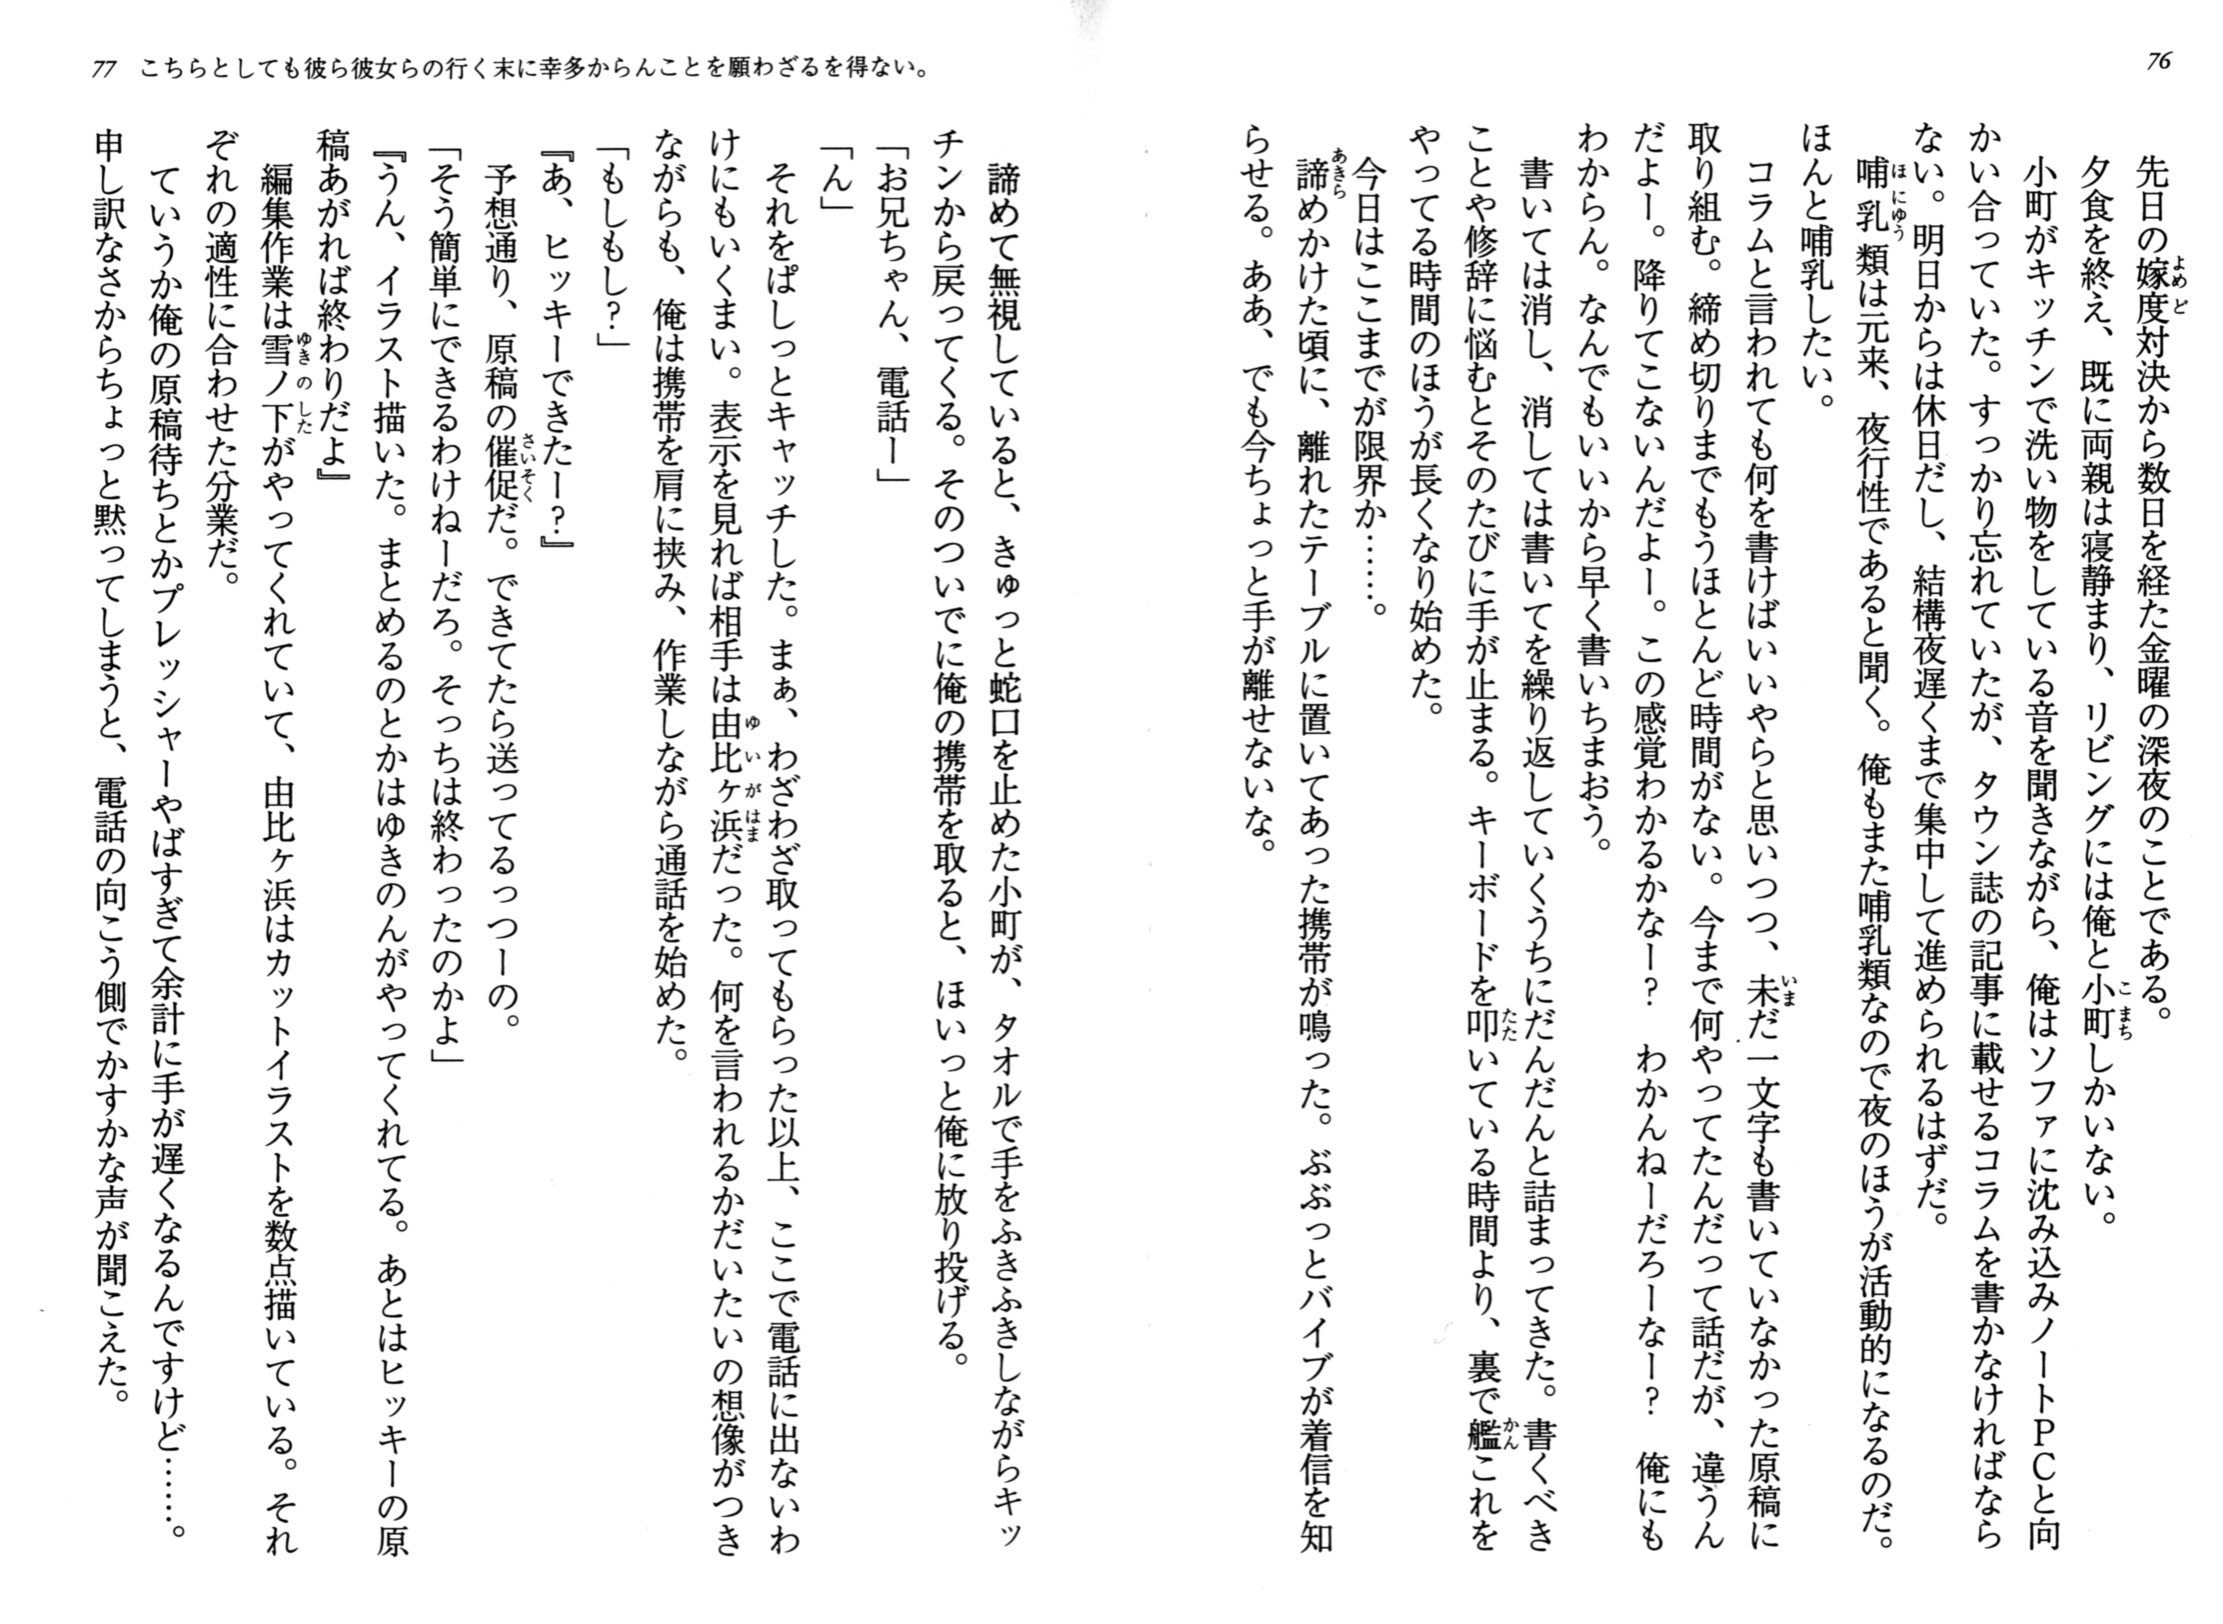 76
先日の嫁度対決から数日を経た金曜の深夜のことである。
夕食を終え、既に両親は寝静まり、リビングには俺と小町しかいない。
小町がキッチンで洗い物をしている音を聞きながら、俺はソファに沈み込みノートPCと向
かい合っていた。すっかり忘れていたが、タウン誌の記事に載せるコラムを書かなければなら
ない。明日からは休日だし、結構夜遅くまで集中して進められるはずだ。
哺乳類は元来、夜行性であると聞く。俺もまた哺乳類なので夜のほうが活動的になるのだ。
ほんと哺乳したい。
コラムと言われても何を書けばいいやらと思いつつ、未だ一文字も書いていなかった原稿に
取り組む。締め切りまでもうほとんど時間がない。今まで何やってたんだって話だが、違うん
だよー。降りてこないんだよー。この感覚わかるかなー？　わかんねーだろーなー？　俺にも
わからん。なんでもいいから早く書いちまおう。
書いては消し、消しては書いてを繰り返していくうちにだんだんと詰まってきた。書くべき
ことや修辞に悩むとそのたびに手が止まる。キーボードを叩いている時間より、裏で艦これを
やってる時間のほうが長くなり始めた。
今日はここまでが限界か……。
諦めかけた頃に、離れたテーブルに置いてあった携帯が鳴った。ぶぶっとバイブが着信を知
らせる。ああ、でも今ちょっと手が離せないな。
77 こちらとしても彼ら彼女らの行く末に幸多からんことを願わざるを得ない。
諦めて無視していると、きゅっと蛇口を止めた小町が、タオルで手をふきふきしながらキッ
チンから戻ってくる。そのついでに俺の携帯を取ると、ほいっと俺に放り投げる。
「お兄ちゃん、電話ー」
「ん」
それをぱしっとキャッチした。まぁ、わざわざ取ってもらった以上、ここで電話に出ないわ
けにもいくまい。表示を見れば相手は由比ヶ浜だった。何を言われるかだいたいの想像がつき
ながらも、俺は携帯を肩に挟み、作業しながら通話を始めた。
「もしもし？」
『あ、ヒッキーできたー？』
予想通り、原稿の催促だ。できてたら送ってるっつーの。
「そう簡単にできるわけねーだろ。そっちは終わったのかよ」
『うん、イラスト描いた。まとめるのとかはゆきのんがやってくれてる。あとはヒッキーの原
稿あがれば終わりだよ』
編集作業は雪ノ下がやってくれていて、由比ヶ浜はカットイラストを数点描いている。それ
ぞれの適性に合わせた分業だ。
ていうか俺の原稿待ちとかプレッシャーやばすぎて余計に手が遅くなるんですけど……。
申し訳なさからちょっと黙ってしまうと、電話の向こう側でかすかな声が聞こえた。